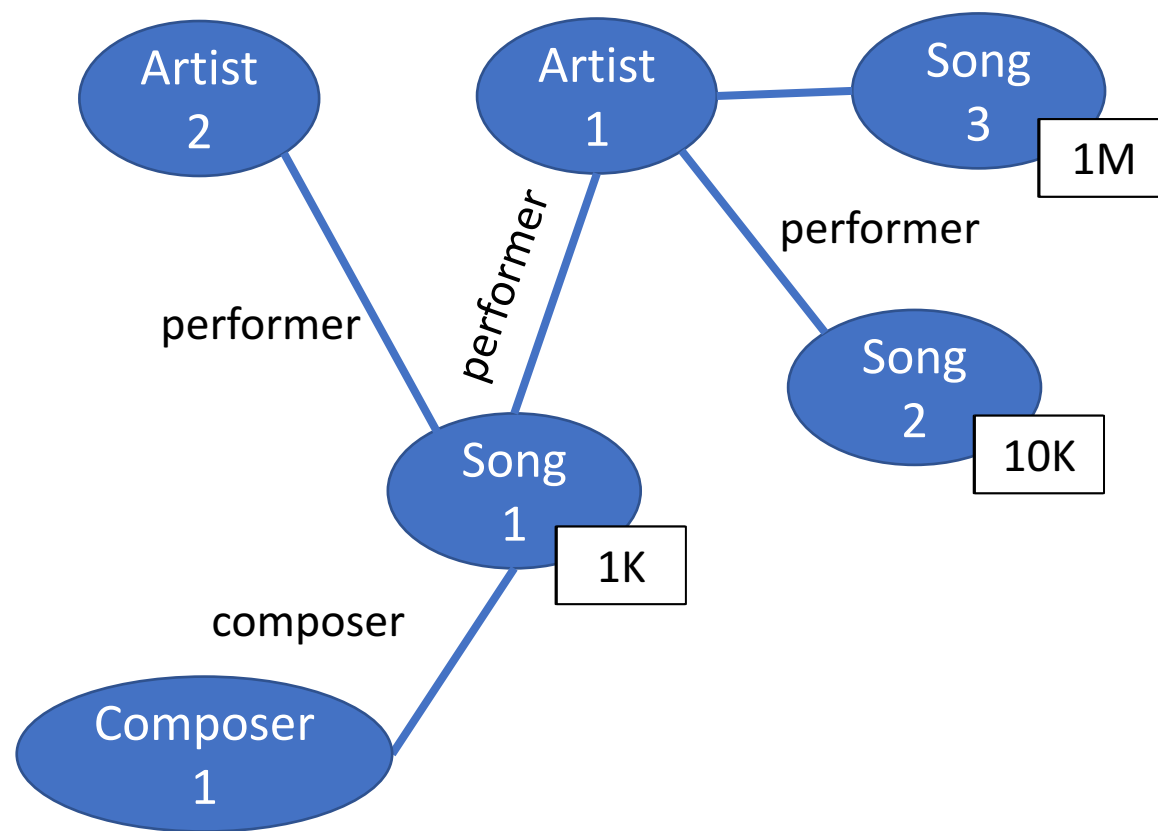 Artist
2
Artist
1
Song
3
1M
performer
performer
performer
Song
2
10K
Song
1
1K
composer
Composer
1